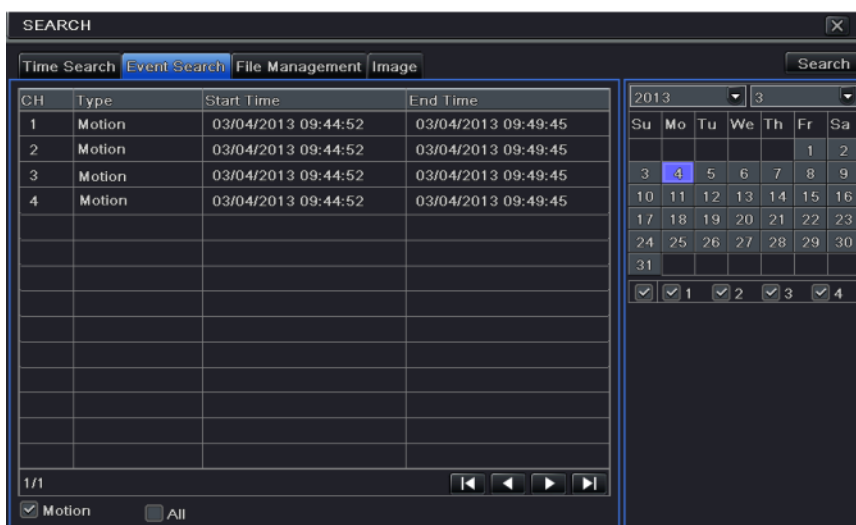 SEARCH X
Time Search Event Search File Management Image Search
CH Type Start Time End Time
1 Motion 03/04/2013 09:44:52 03/04/2013 09:49:45
2 Motion 03/04/2013 09:44:52 03/04/2013 09:49:45
3 Motion 03/04/2013 09:44:52 03/04/2013 09:49:45
4 Motion 03/04/2013 09:44:52 03/04/2013 09:49:45
1/1
Motion All
2013 3
Su Mo Tu We Th Fr Sa
1 2
3 4 5 6 7 8 9
10 11 12 13 14 15 16
17 18 19 20 21 22 23
24 25 26 27 28 29 30
31
1 2 3 4